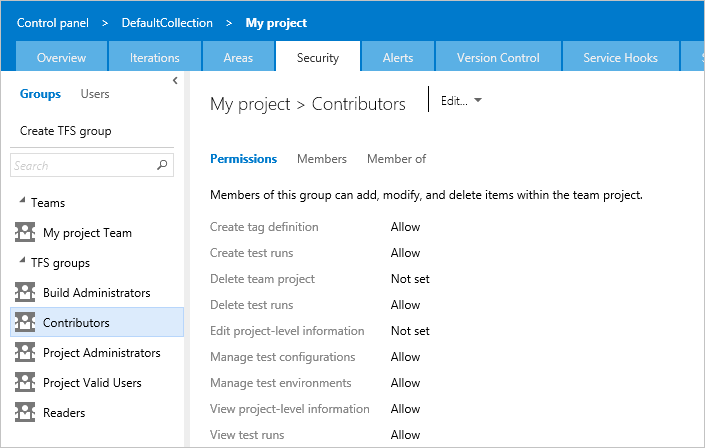 Control panel > DefaultCollection > My project
Overview Iterations Areas Security Alerts Version Control Service Hooks
Groups Users
Create TFS group
Search
Teams
My project Team
TFS groups
Build Administrators
Contributors
Project Administrators
Project Valid Users
Readers
My project > Contributors Edit...
Permissions Members Member of
Members of this group can add, modify, and delete items within the team project.
Create tag definition Allow
Create test runs Allow
Delete team project Not set
Delete test runs Allow
Edit project-level information Not set
Manage test configurations Allow
Manage test environments Allow
View project-level information Allow
View test runs Allow